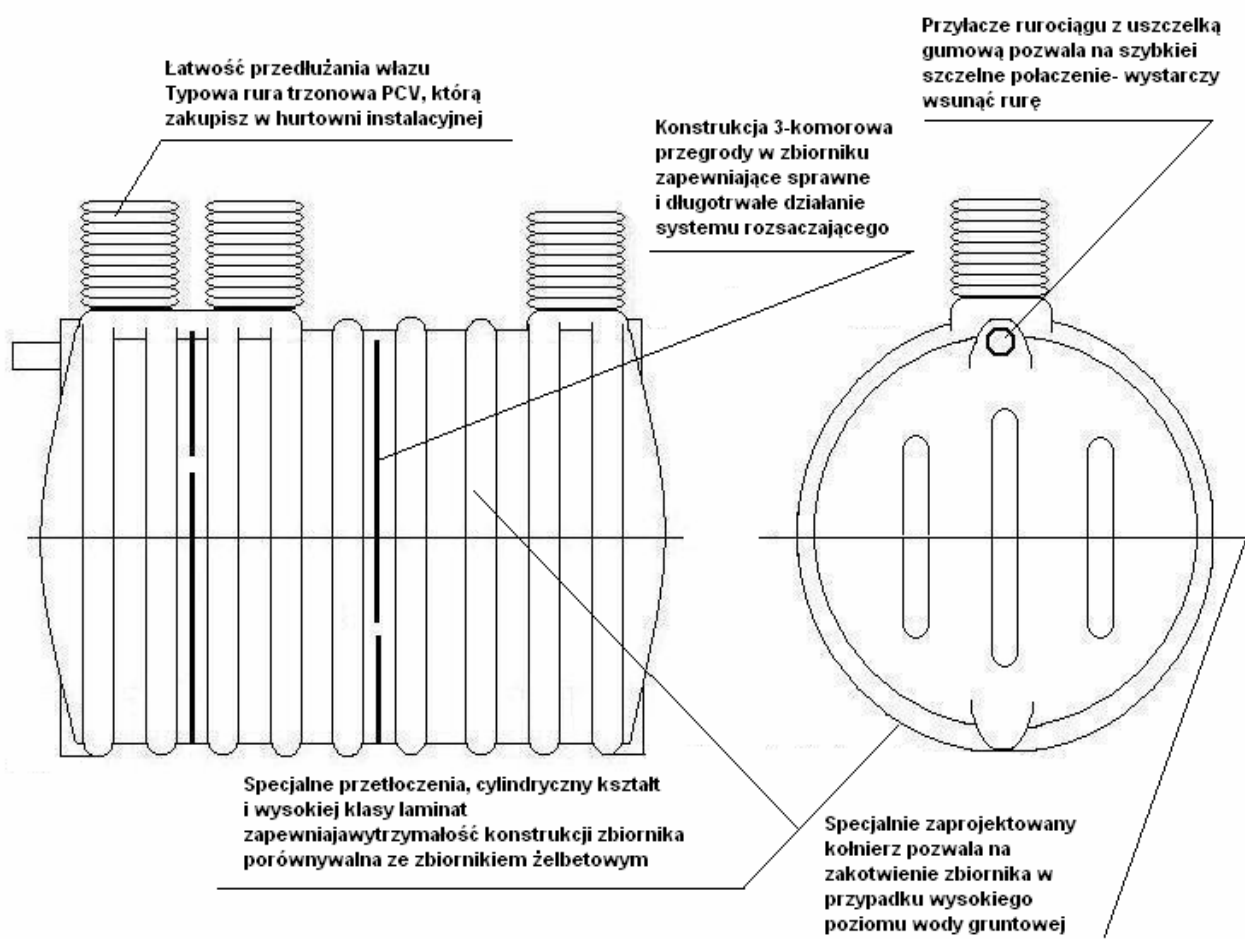 Łatwość przedłużania włazu
Typowa rura trzonowa PCV, którą
zakupisz w hurtowni instalacyjnej
Przyłacze rurociągu z uszczelką
gumową pozwala na szybkiei
szczelne połaczenie- wystarczy
wsunąć rurę
Konstrukcja 3-komorowa
przegrody w zbiorniku
zapewniające sprawne
i długotrwałe działanie
systemu rozsaczającego
Specjalne przetłoczenia, cylindryczny kształt
i wysokiej klasy laminat
zapewniajawytrzymałość konstrukcji zbiornika
porównywalna ze zbiornikiem żelbetowym
Specjalnie zaprojektowany
kołnierz pozwala na
zakotwienie zbiornika w
przypadku wysokiego
poziomu wody gruntowej